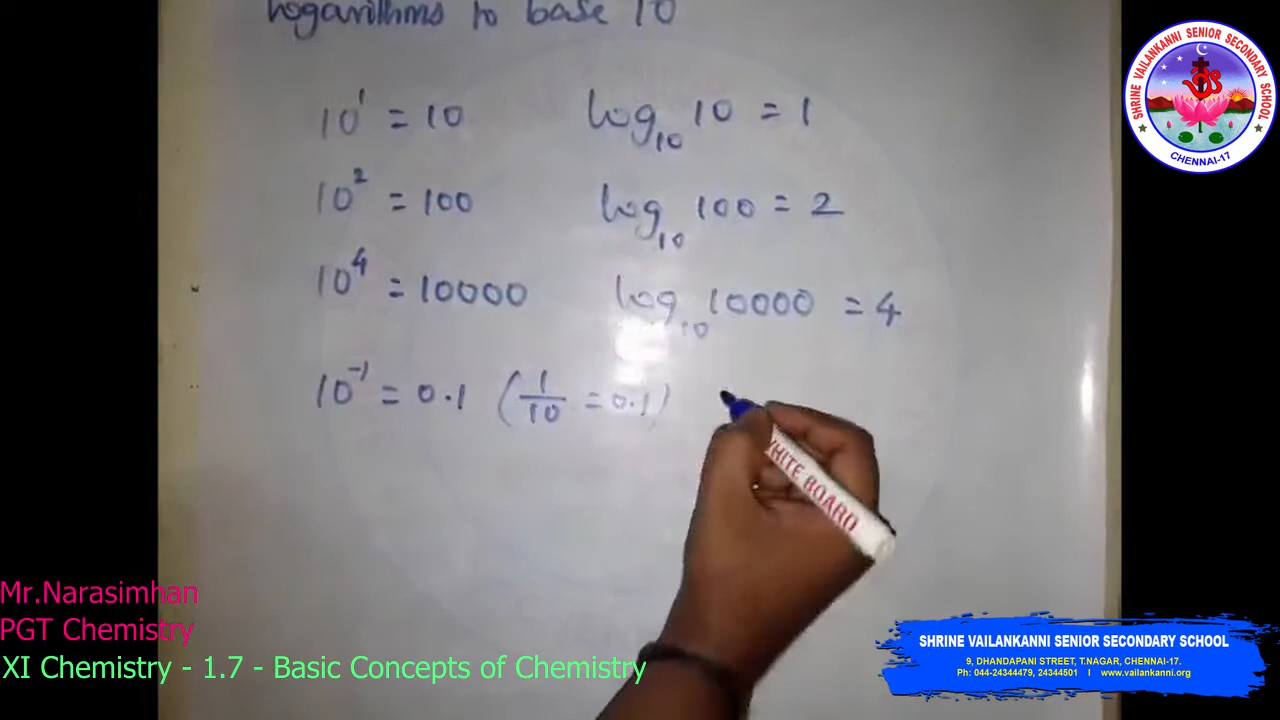 logarithms to base 10
10¹ = 10 log₁₀ 10 = 1
10² = 100 log₁₀ 100 = 2
10⁴ = 10000 log₁₀ 10000 = 4
10⁻¹ = 0.1 (1/10 = 0.1)
WHITE BOARD
SHRINE VAILANKANNI SENIOR SECONDARY SCHOOL
CHENNAI-17
Mr.Narasimhan
PGT Chemistry
XI Chemistry - 1.7 - Basic Concepts of Chemistry
SHRINE VAILANKANNI SENIOR SECONDARY SCHOOL
9, DHANDAPANI STREET, T.NAGAR, CHENNAI-17.
Ph: 044-24344479, 24344501 I www.vailankanni.org